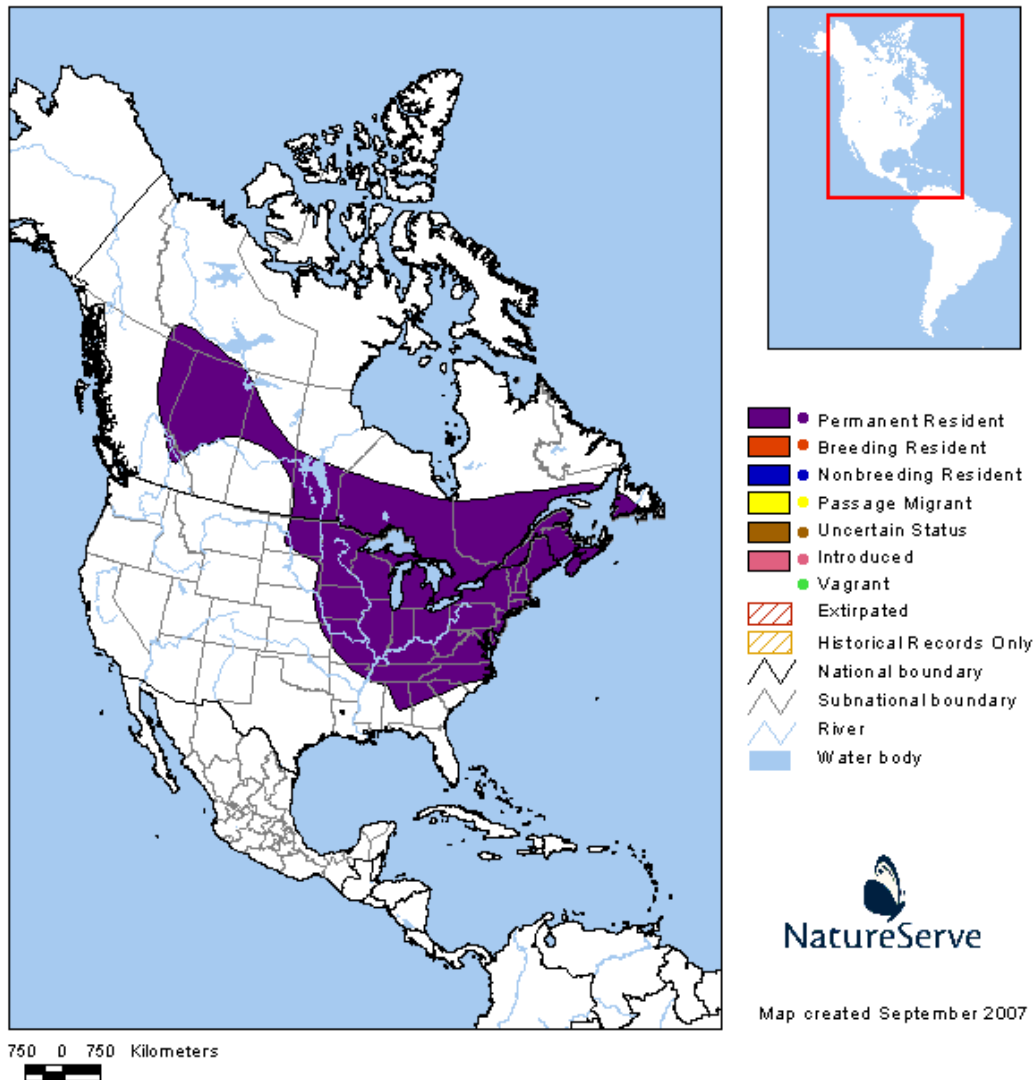 Permanent Resident
Breeding Resident
Nonbreeding Resident
Passage Migrant
Uncertain Status
Introduced
Vagrant
Extirpated
Historical Records Only
National boundary
Subnational boundary
River
Water body
NatureServe
Map created September 2007
750 0 750 Kilometers